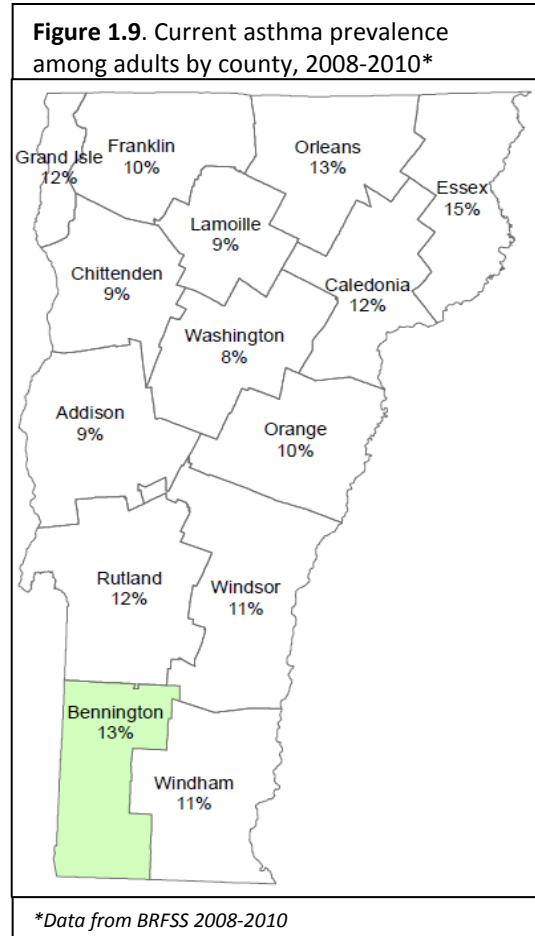 Figure 1.9. Current asthma prevalence
among adults by county, 2008-2010*
Grand Isle
12%
Franklin
10%
Orleans
13%
Essex
15%
Lamoille
9%
Chittenden
9%
Caledonia
12%
Washington
8%
Addison
9%
Orange
10%
Rutland
12%
Windsor
11%
Bennington
13%
Windham
11%
*Data from BRFSS 2008-2010